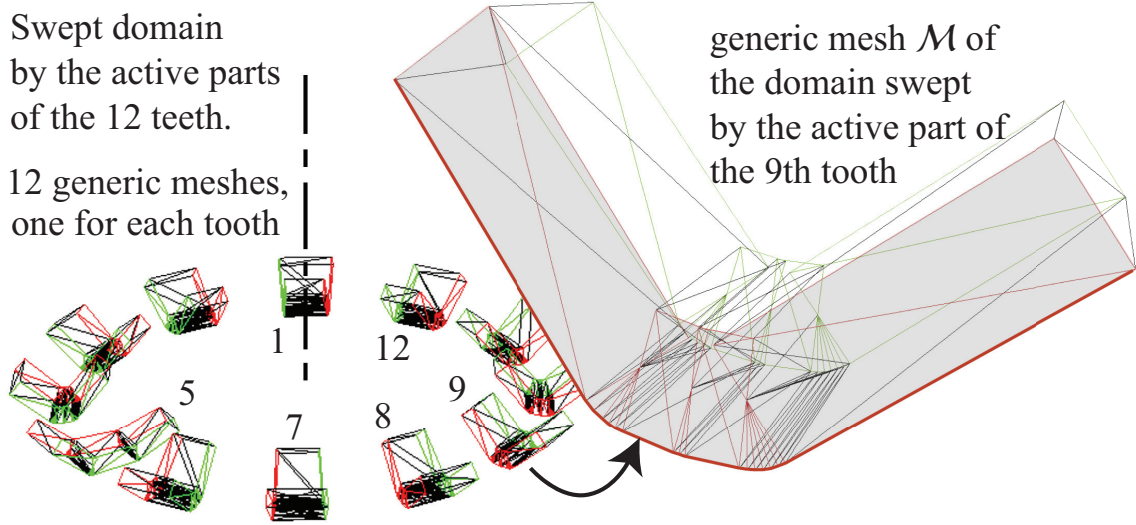 Swept domain
by the active parts
of the 12 teeth.
12 generic meshes,
one for each tooth
generic mesh ℳ of
the domain swept
by the active part of
the 9th tooth
1
12
5
9
7
8